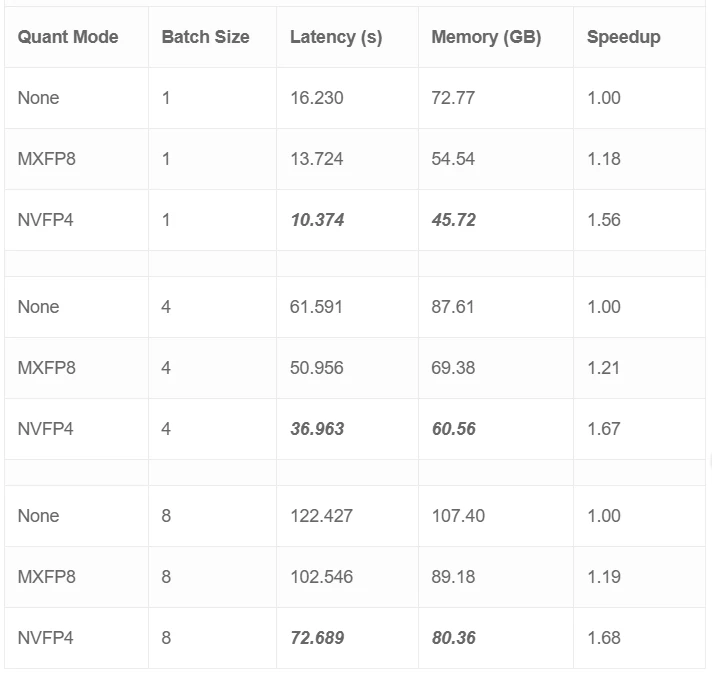 Quant Mode Batch Size Latency (s) Memory (GB) Speedup
None 1 16.230 72.77 1.00
MXFP8 1 13.724 54.54 1.18
NVFP4 1 10.374 45.72 1.56
None 4 61.591 87.61 1.00
MXFP8 4 50.956 69.38 1.21
NVFP4 4 36.963 60.56 1.67
None 8 122.427 107.40 1.00
MXFP8 8 102.546 89.18 1.19
NVFP4 8 72.689 80.36 1.68